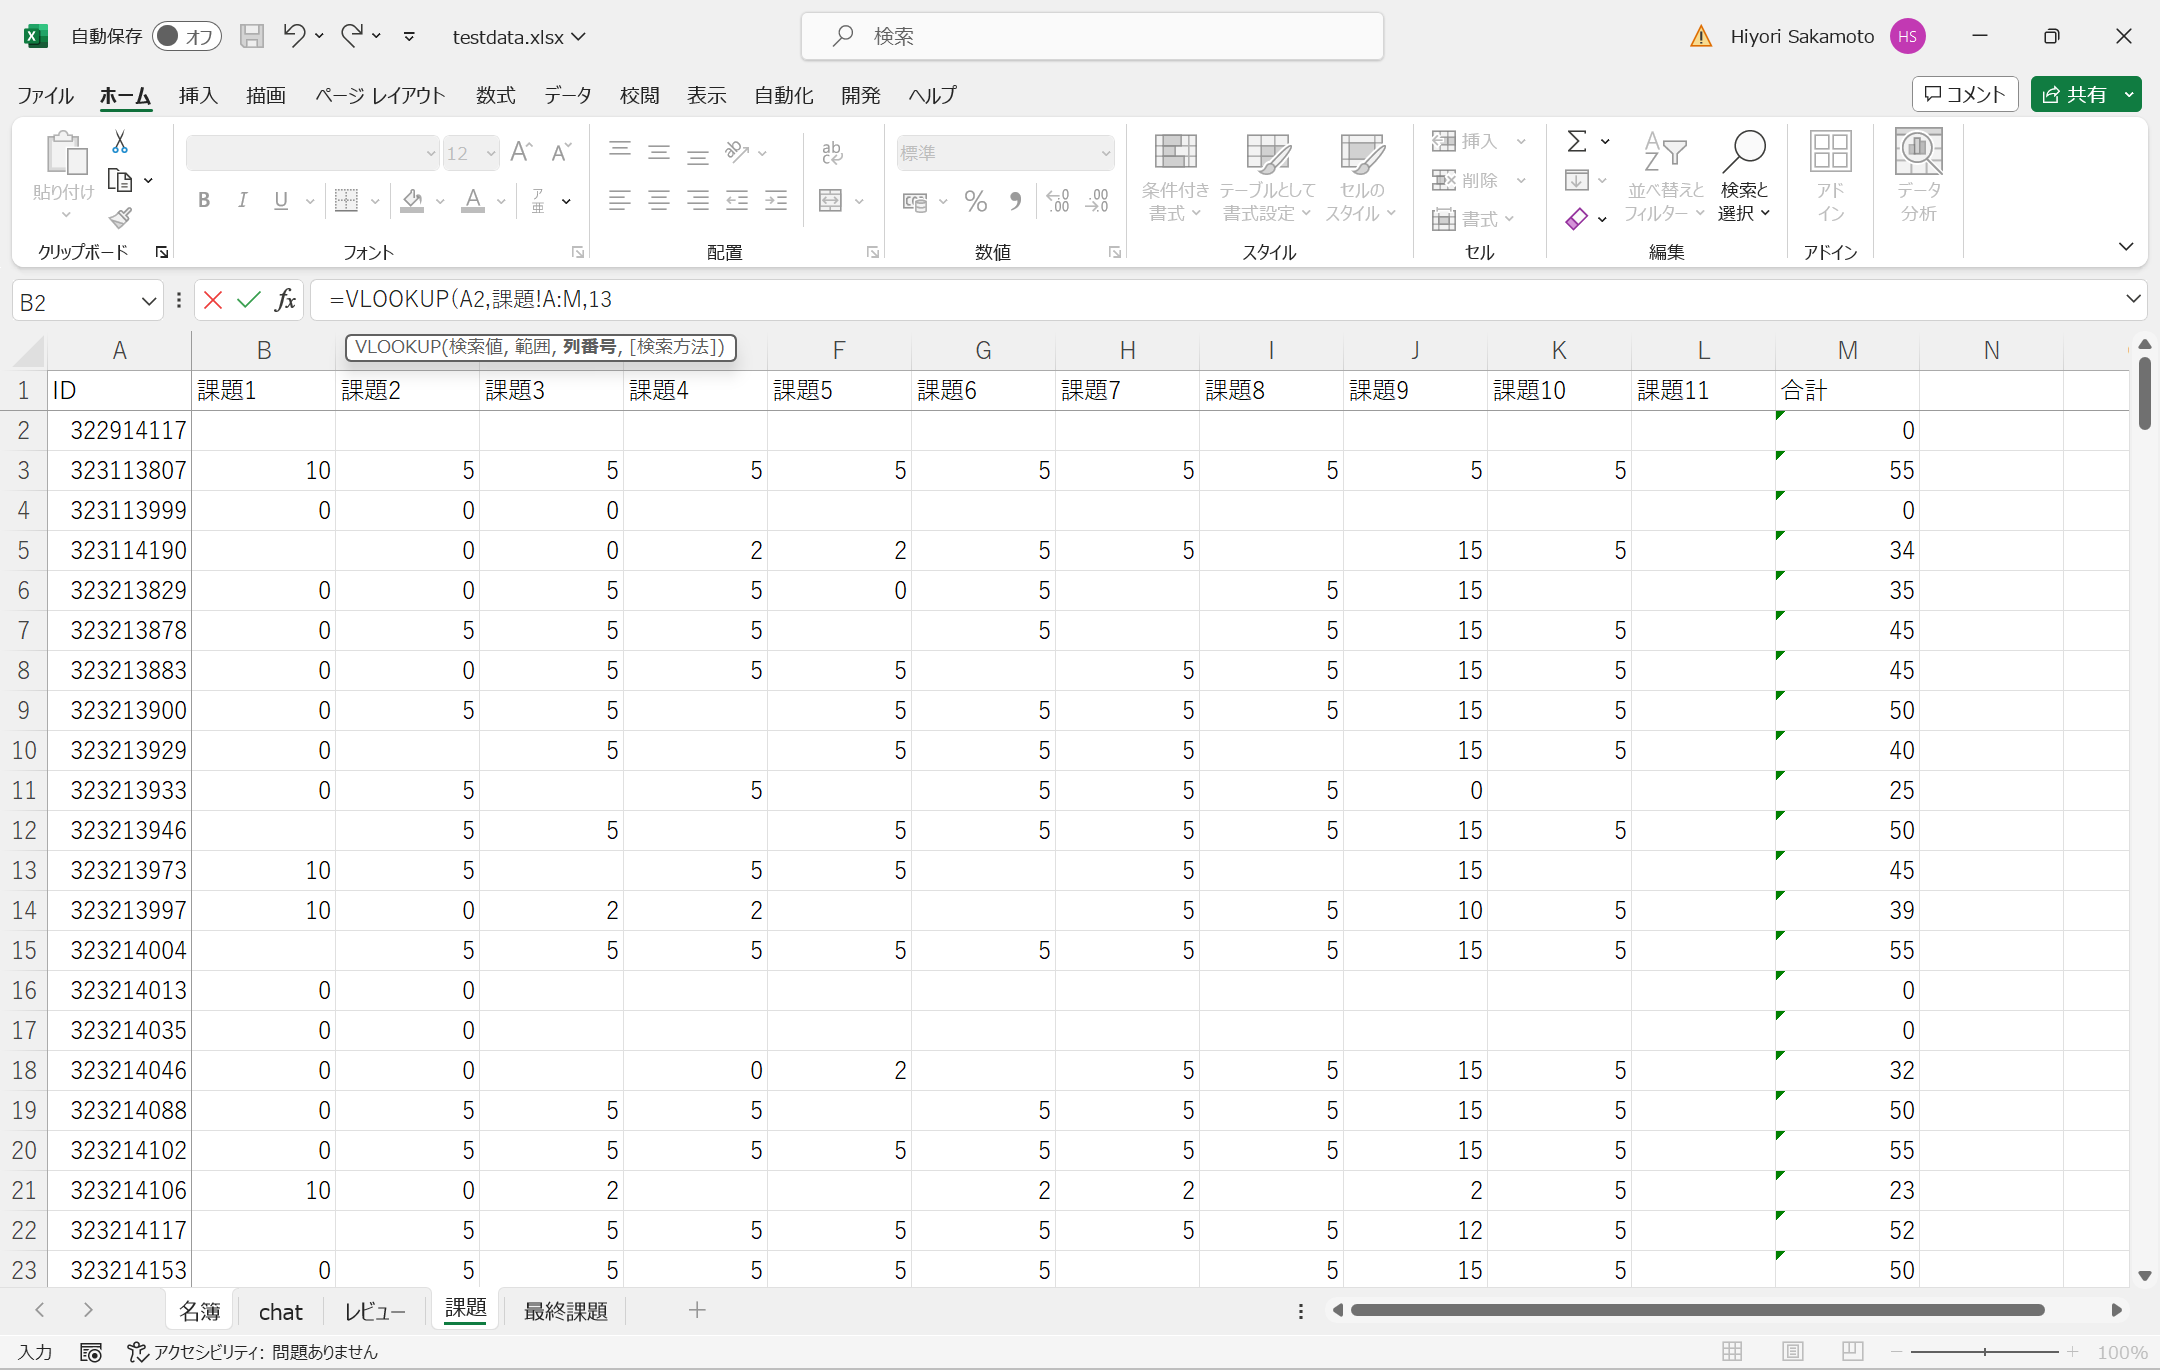 自動保存 オフ testdata.xlsx 検索 Hiyori Sakamoto HS
ファイル ホーム 挿入 描画 ページ レイアウト 数式 データ 校閲 表示 自動化 開発 ヘルプ コメント 共有
貼り付け
クリップボード
12
B I U A ア亜
フォント
ab c
配置
標準
% .00
数値
条件付き書式
テーブルとして書式設定
セルのスタイル
スタイル
挿入
削除
書式
セル
並べ替えとフィルター
検索と選択
編集
アドイン
アドイン
データ分析
B2 fx =VLOOKUP(A2,課題!A:M,13
VLOOKUP(検索値, 範囲, 列番号, [検索方法])
A B F G H I J K L M N
1 ID 課題1 課題2 課題3 課題4 課題5 課題6 課題7 課題8 課題9 課題10 課題11 合計
2 322914117 0
3 323113807 10 5 5 5 5 5 5 5 5 5 55
4 323113999 0 0 0 0
5 323114190 0 0 2 2 5 5 15 5 34
6 323213829 0 0 5 5 0 5 5 15 35
7 323213878 0 5 5 5 5 5 15 5 45
8 323213883 0 0 5 5 5 5 5 15 5 45
9 323213900 0 5 5 5 5 5 5 15 5 50
10 323213929 0 5 5 5 5 15 5 40
11 323213933 0 5 5 5 5 5 0 25
12 323213946 5 5 5 5 5 5 15 5 50
13 323213973 10 5 5 5 5 15 45
14 323213997 10 0 2 2 5 5 10 5 39
15 323214004 5 5 5 5 5 5 5 15 5 55
16 323214013 0 0 0
17 323214035 0 0 0
18 323214046 0 0 0 2 5 5 15 5 32
19 323214088 0 5 5 5 5 5 5 15 5 50
20 323214102 0 5 5 5 5 5 5 5 15 5 55
21 323214106 10 0 2 2 2 2 5 23
22 323214117 5 5 5 5 5 5 5 12 5 52
23 323214153 0 5 5 5 5 5 5 15 5 50
名簿 chat レビュー 課題 最終課題
入力 アクセシビリティ: 問題ありません 100%